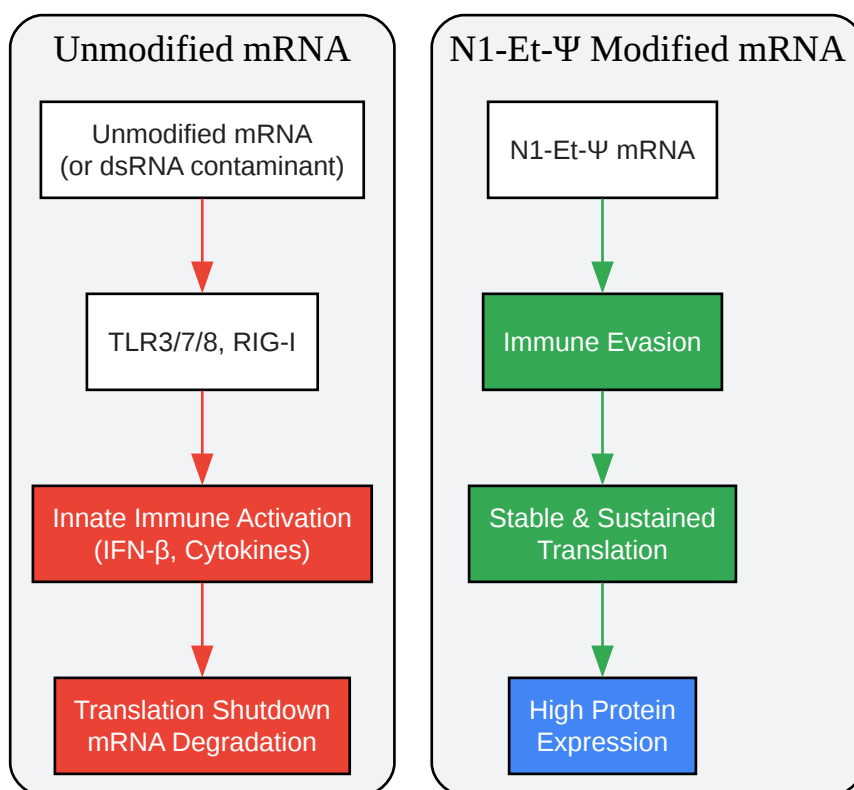 Unmodified mRNA
Unmodified mRNA
(or dsRNA contaminant)
TLR3/7/8, RIG-I
Innate Immune Activation
(IFN-β, Cytokines)
Translation Shutdown
mRNA Degradation
N1-Et-Ψ Modified mRNA
N1-Et-Ψ mRNA
Immune Evasion
Stable & Sustained
Translation
High Protein
Expression